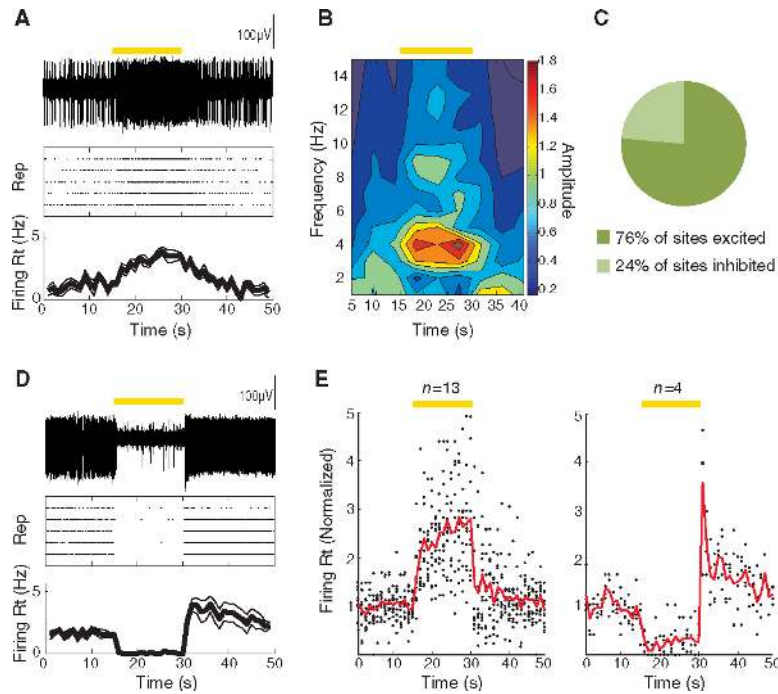 A
100µV
Rep
Firing Rt (Hz)
5
0
0 10 20 30 40 50
Time (s)
B
Frequency (Hz)
14
12
10
8
6
4
2
5 10 15 20 25 30 35 40
Time (s)
1.8
1.6
1.4
1.2
1
0.8
0.6
0.4
0.2
Amplitude
C
76% of sites excited
24% of sites inhibited
D
100µV
Rep
Firing Rt (Hz)
5
0
0 10 20 30 40 50
Time (s)
E
n=13
Firing Rt (Normalized)
5
4
3
2
1
0 10 20 30 40 50
Time (s)
n=4
5
4
3
2
1
0 10 20 30 40 50
Time (s)